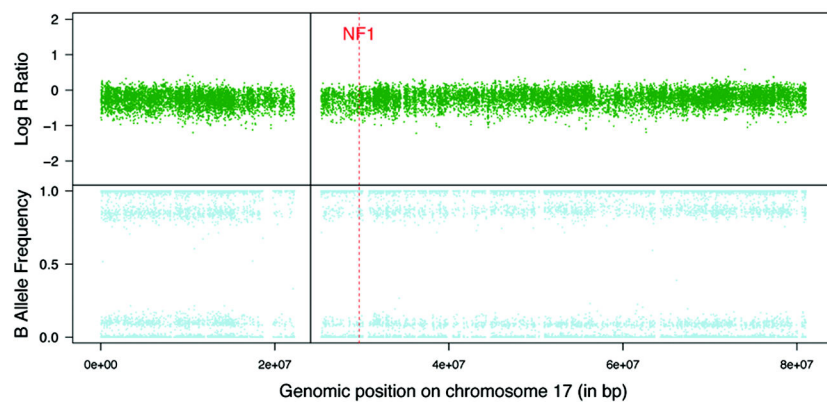 NF1
Log R Ratio
2
1
0
−1
−2
B Allele Frequency
1.0
0.5
0.0
0e+00
2e+07
4e+07
6e+07
8e+07
Genomic position on chromosome 17 (in bp)